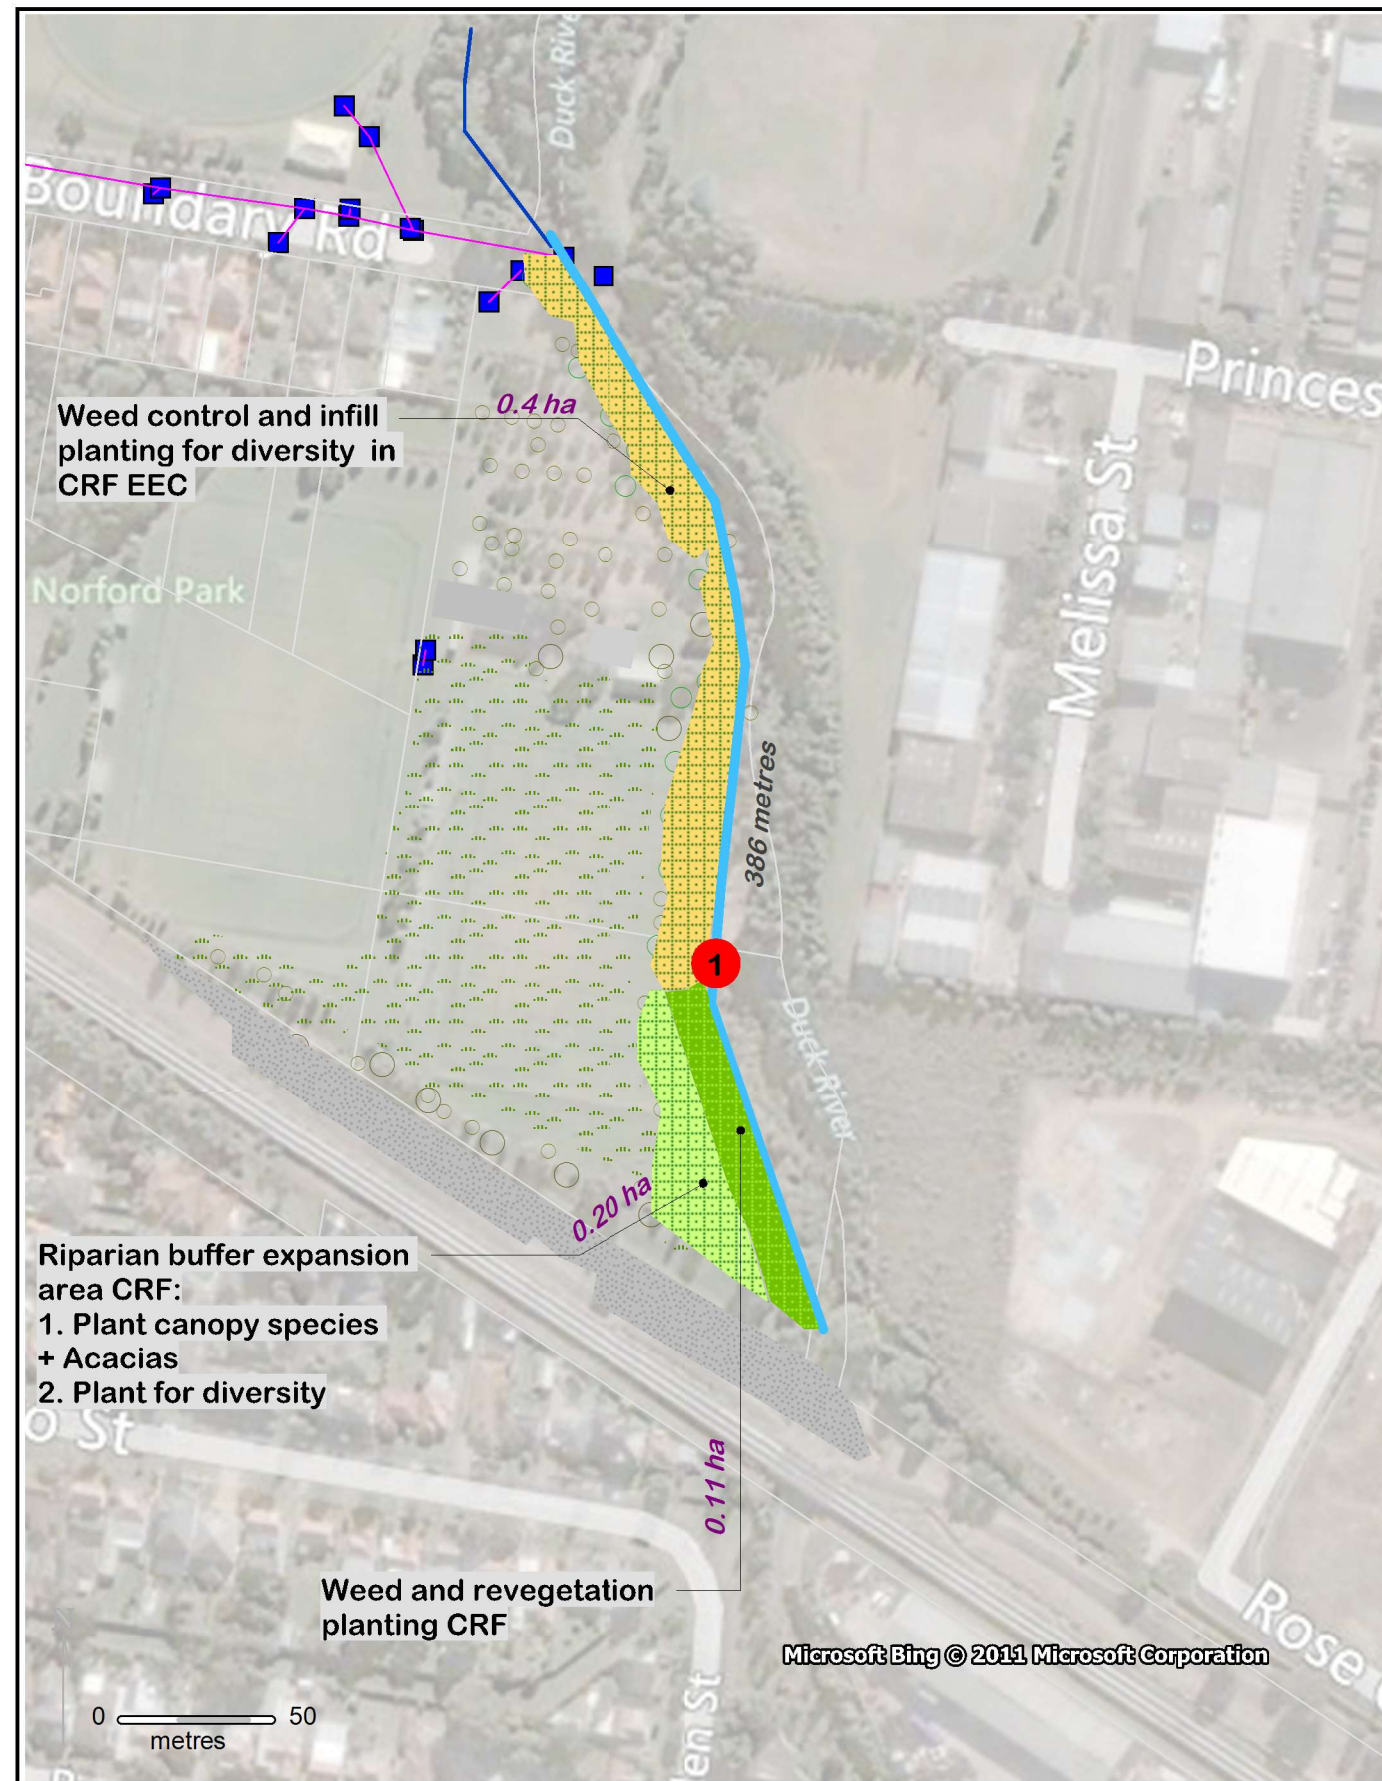 Duck Rive
Boundary Rd
Princes
0.4 ha
Weed control and infill
planting for diversity in
CRF EEC
Melissa St
Norford Park
386 metres
1
Duck River
0.20 ha
Riparian buffer expansion
area CRF:
1. Plant canopy species
+ Acacias
2. Plant for diversity
o St
0.11 ha
Weed and revegetation
planting CRF
Rose
Microsoft Bing © 2011 Microsoft Corporation
len St
0 50
metres